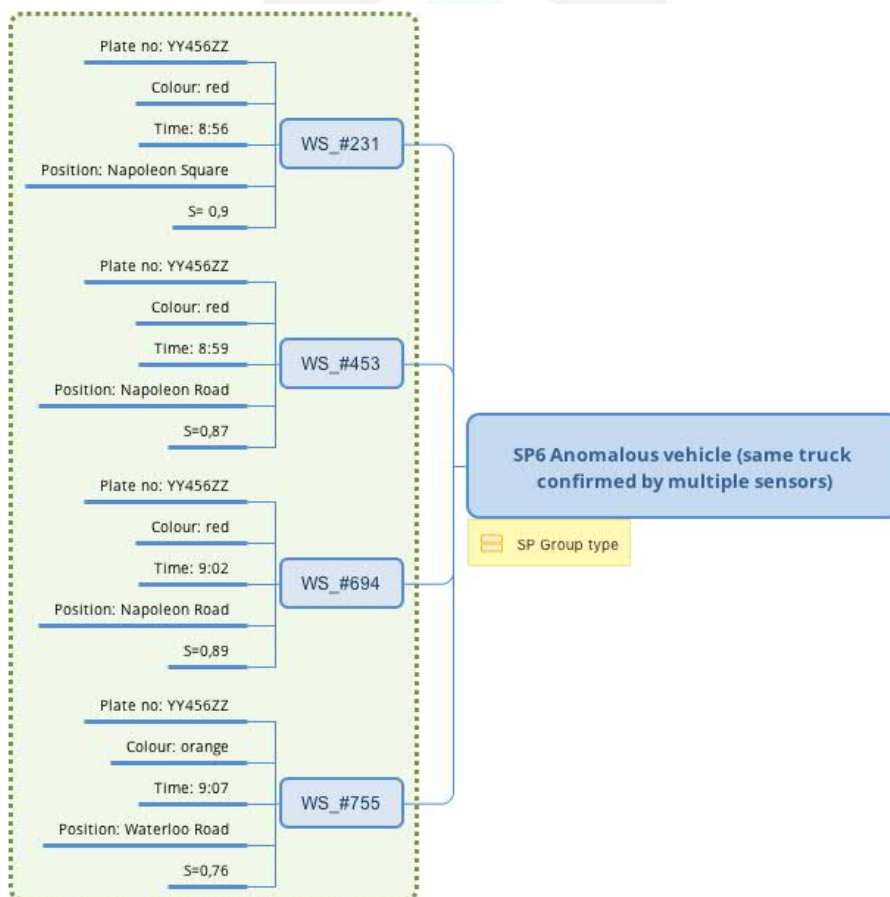 Plate no: YY456ZZ
Colour: red
Time: 8:56
Position: Napoleon Square
S= 0,9
WS_#231
Plate no: YY456ZZ
Colour: red
Time: 8:59
Position: Napoleon Road
S=0,87
WS_#453
Plate no: YY456ZZ
Colour: red
Time: 9:02
Position: Napoleon Road
S=0,89
WS_#694
Plate no: YY456ZZ
Colour: orange
Time: 9:07
Position: Waterloo Road
S=0,76
WS_#755
SP6 Anomalous vehicle (same truck
confirmed by multiple sensors)
SP Group type